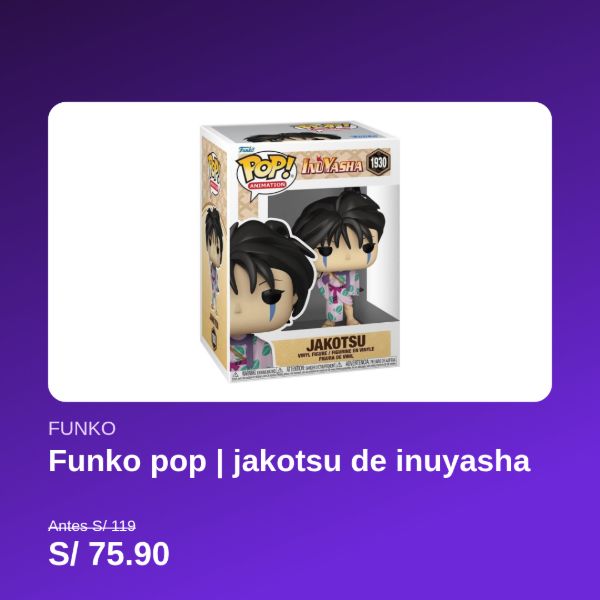 Funko
POP!
ANIMATION
INUYASHA
1930
JAKOTSU
VINYL FIGURE / FIGURINE EN VINYLE
FIGURA DE VINIL
FUNKO
Funko pop | jakotsu de inuyasha
Antes S/ 119
S/ 75.90